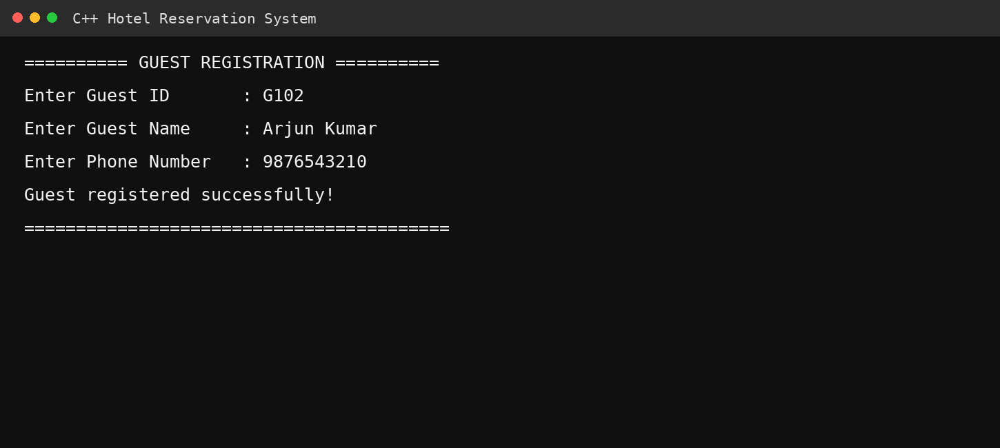 C++ Hotel Reservation System
========== GUEST REGISTRATION ==========
Enter Guest ID       : G102
Enter Guest Name     : Arjun Kumar
Enter Phone Number   : 9876543210
Guest registered successfully!
=========================================